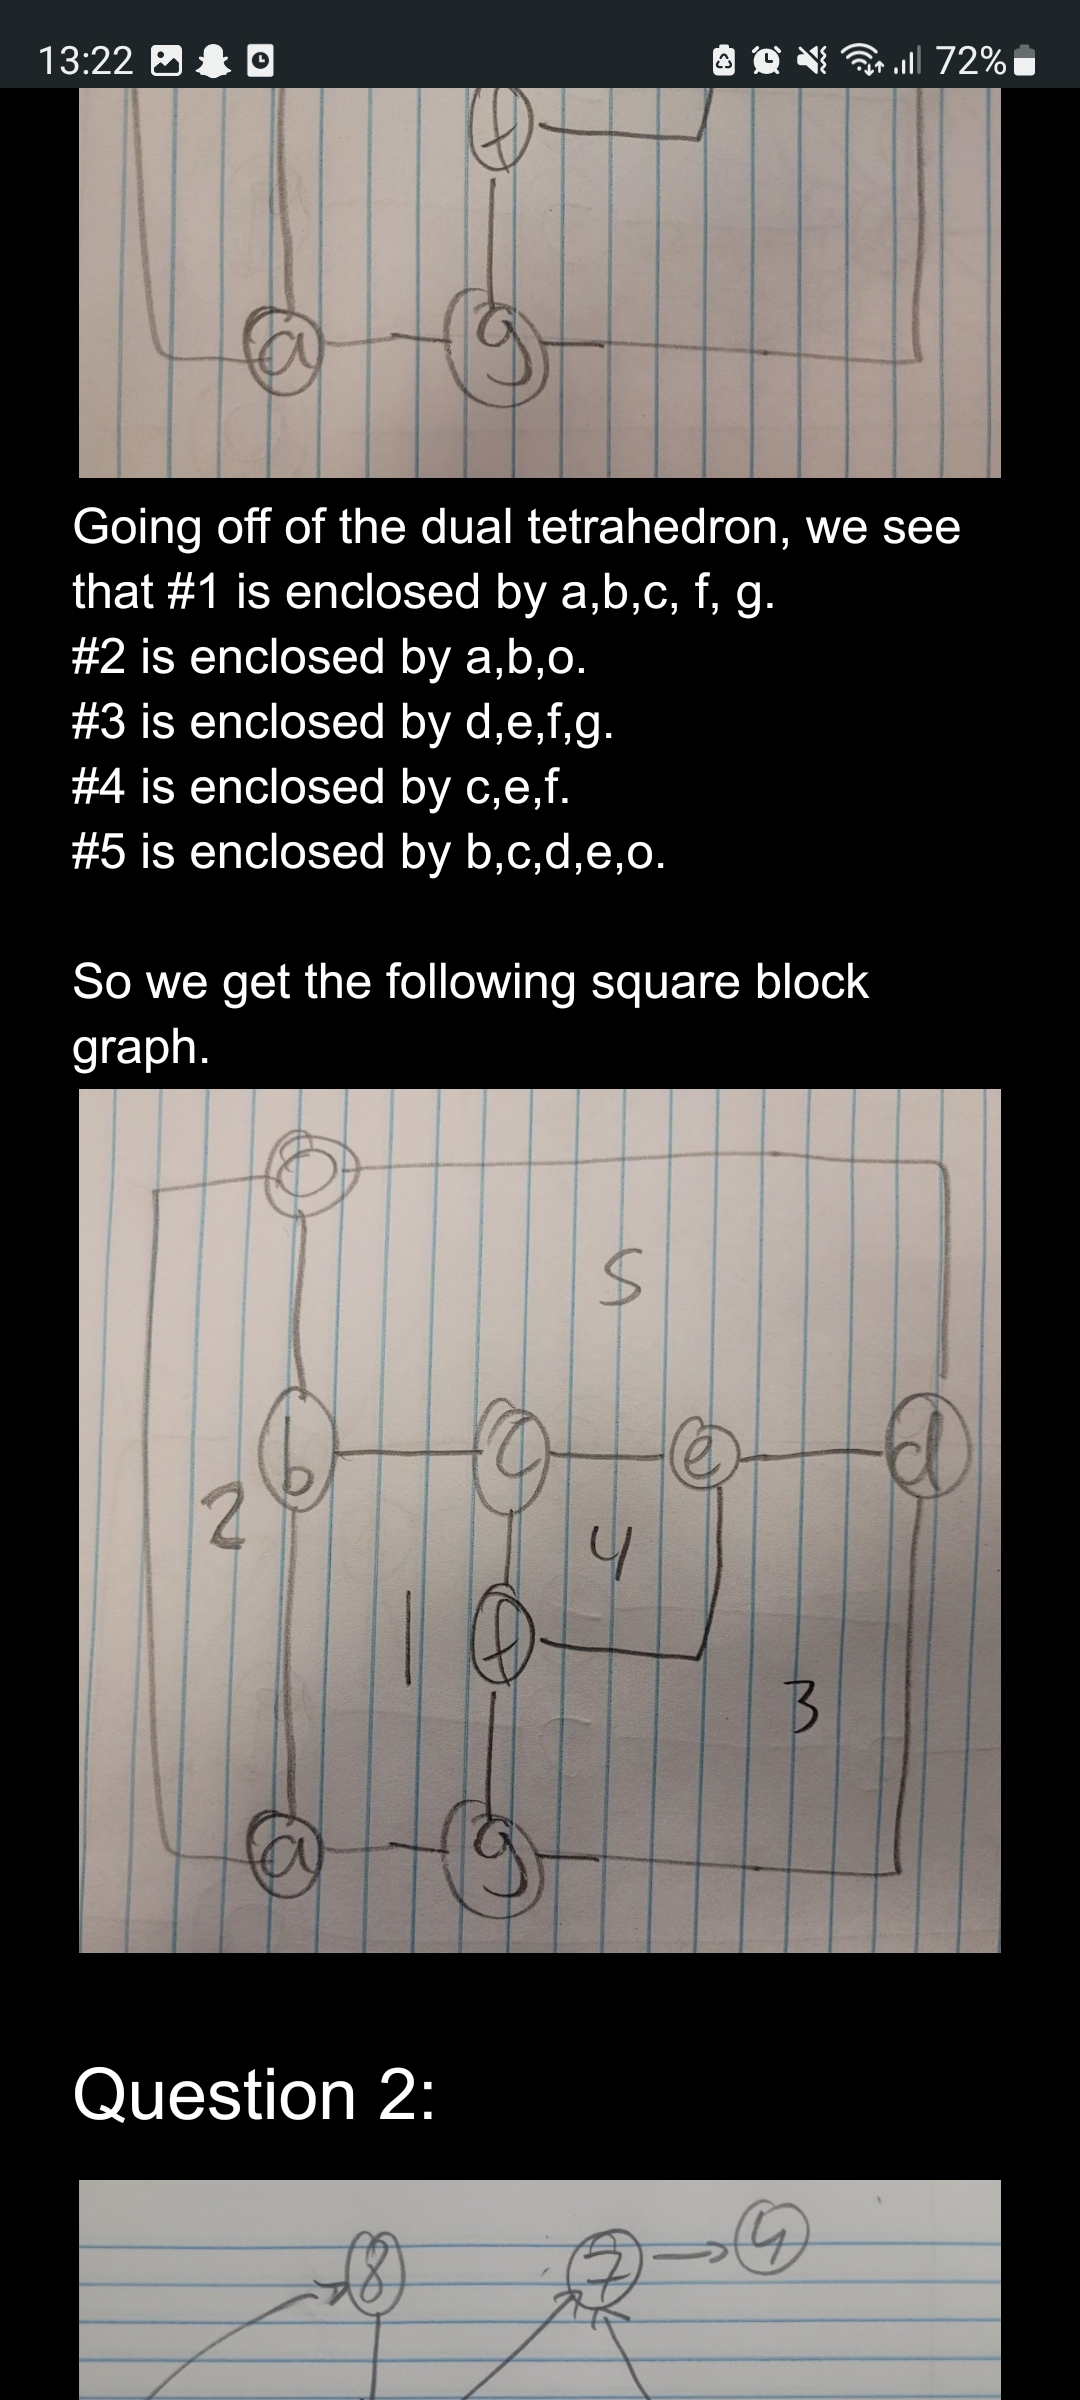 13:22 72%
f
a g
Going off of the dual tetrahedron, we see
that #1 is enclosed by a,b,c, f, g.
#2 is enclosed by a,b,o.
#3 is enclosed by d,e,f,g.
#4 is enclosed by c,e,f.
#5 is enclosed by b,c,d,e,o.
So we get the following square block
graph.
O
5
b c e d
2 4
1 f
3
a g
Question 2:
8 7 4